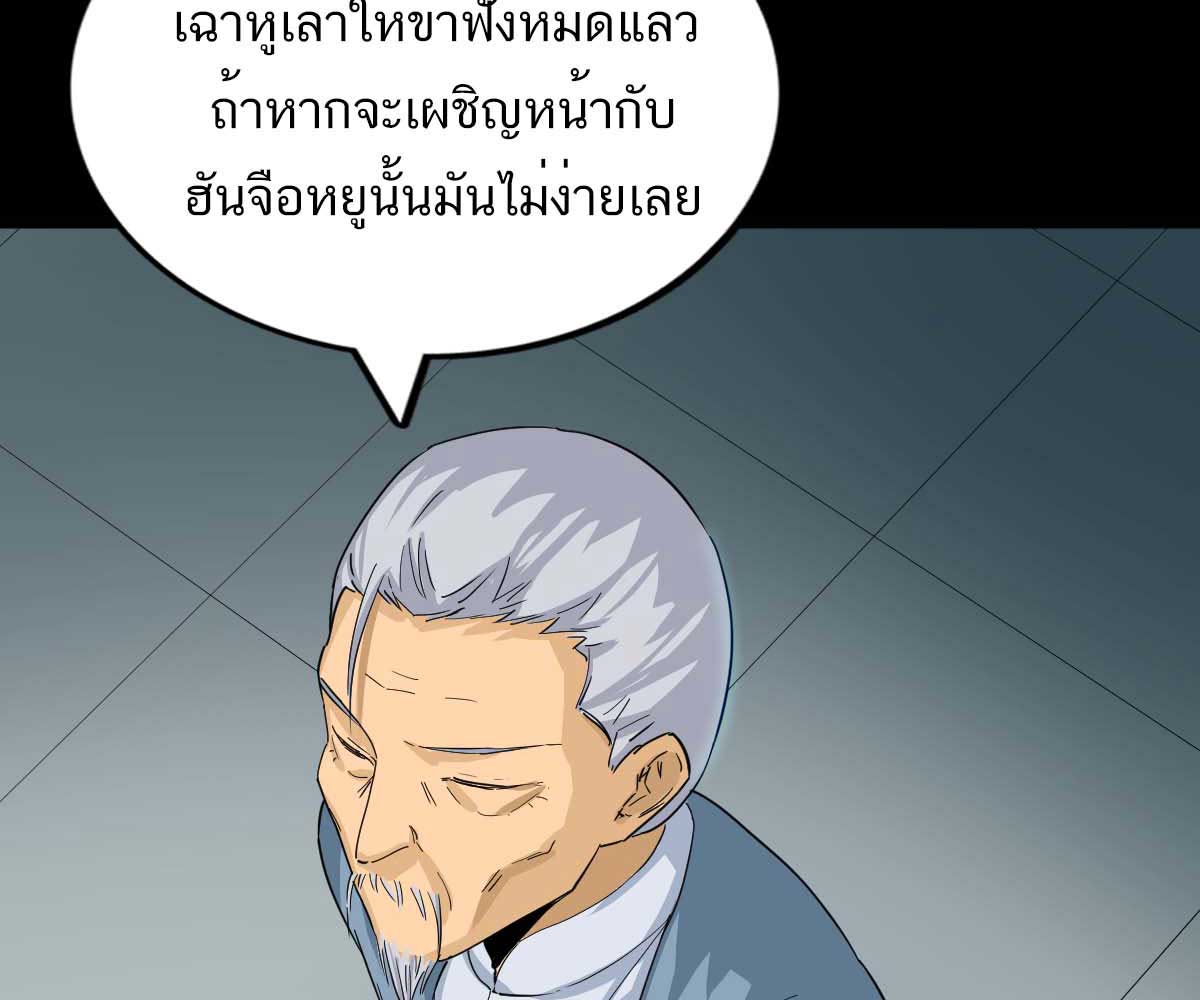 เฉาหูเล่าให้ข้าฟังหมดแล้ว
ถ้าหากจะเผชิญหน้ากับ
ฮันจือหยูนั้นมันไม่ง่ายเลย